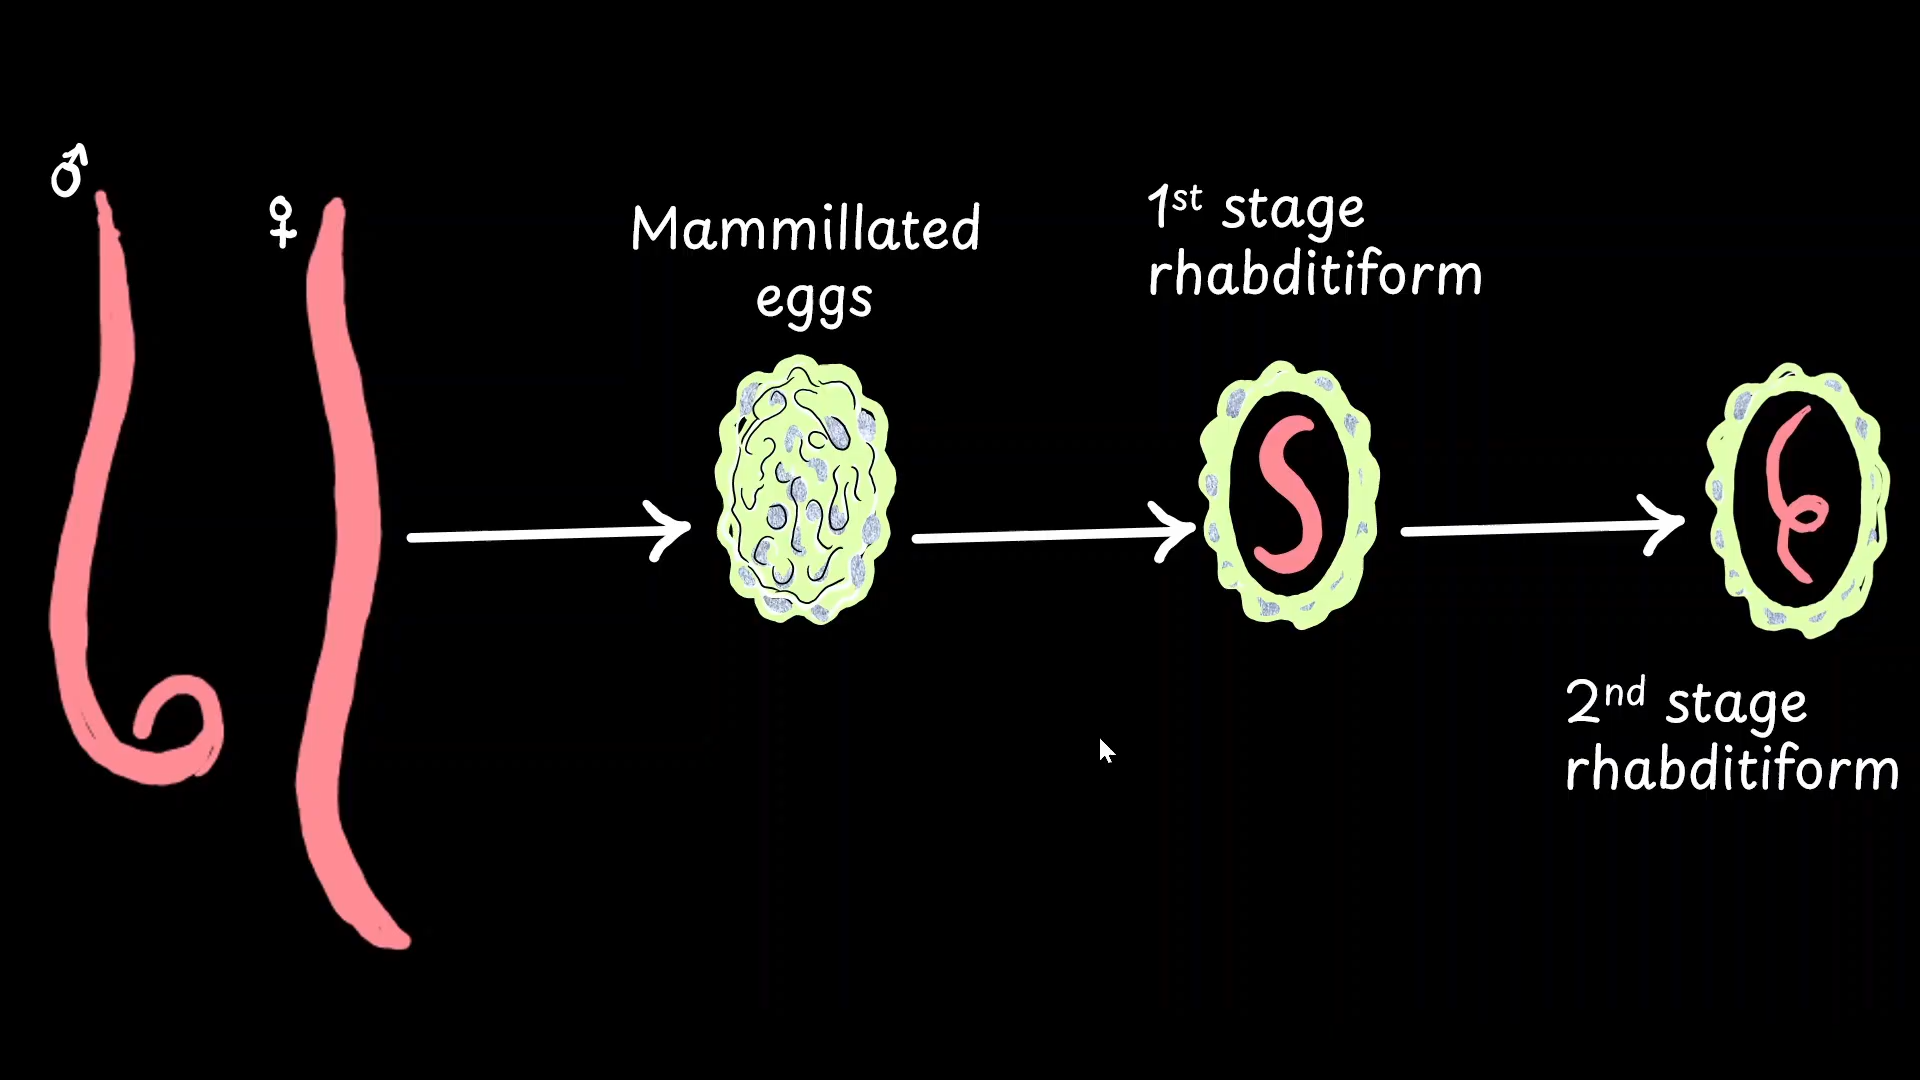 ♂
♀
Mammillated
eggs
1st stage
rhabditiform
2nd stage
rhabditiform